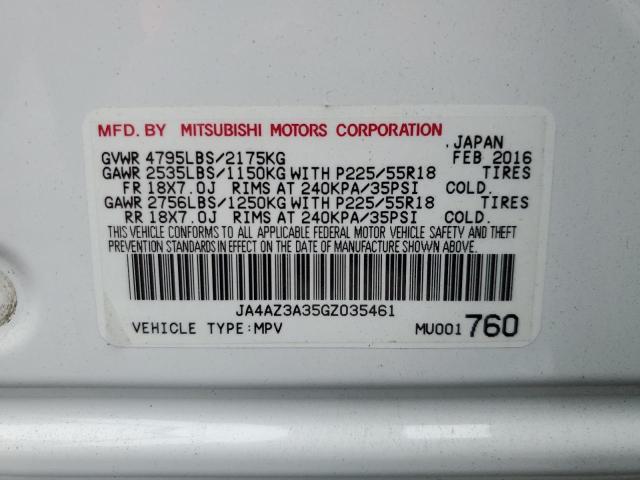 MFD. BY MITSUBISHI MOTORS CORPORATION
, JAPAN
GVWR 4795LBS/2175KG FEB 2016
GAWR 2535LBS/1150KG WITH P225/55R18 TIRES
FR 18X7.0J RIMS AT 240KPA/35PSI COLD.
GAWR 2756LBS/1250KG WITH P225/55R18 TIRES
RR 18X7.0J RIMS AT 240KPA/35PSI COLD.
THIS VEHICLE CONFORMS TO ALL APPLICABLE FEDERAL MOTOR VEHICLE SAFETY AND THEFT
PREVENTION STANDARDS IN EFFECT ON THE DATE OF MANUFACTURE SHOWN ABOVE.
JA4AZ3A35GZ035461
VEHICLE TYPE:MPV MU001760